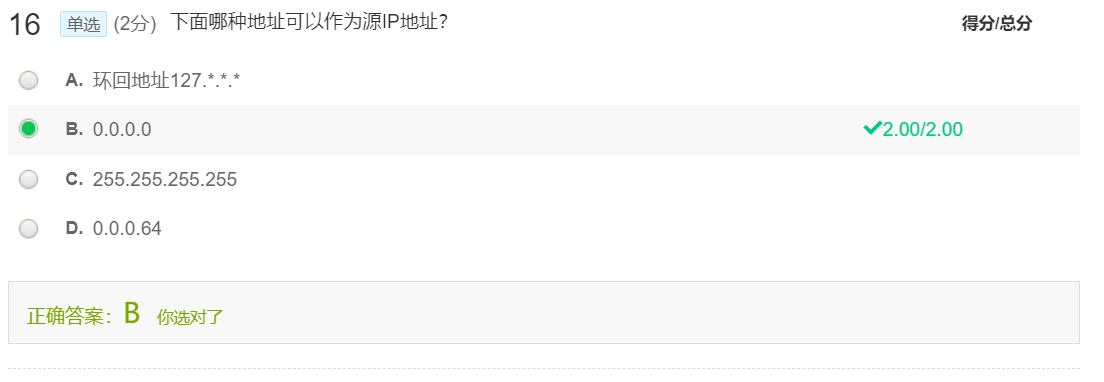 16 单选 (2分) 下面哪种地址可以作为源IP地址? 得分/总分
A. 环回地址127.*.*.*
B. 0.0.0.0 2.00/2.00
C. 255.255.255.255
D. 0.0.0.64
正确答案：B 你选对了